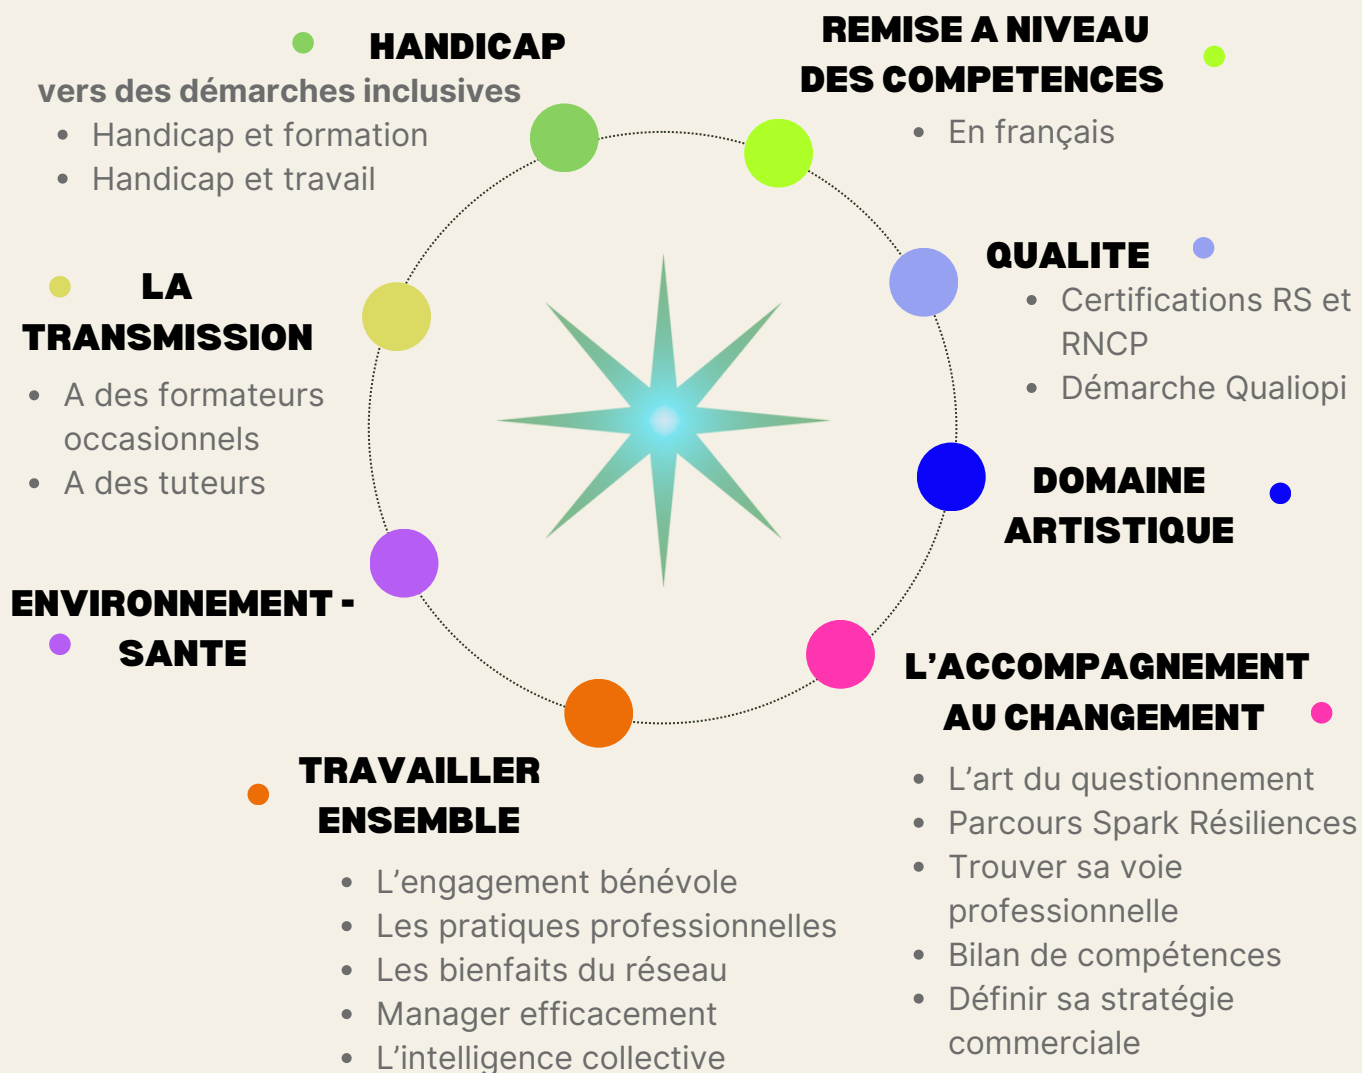 HANDICAP
vers des démarches inclusives
• Handicap et formation
• Handicap et travail
REMISE A NIVEAU
DES COMPETENCES
• En français
QUALITE
• Certifications RS et
RNCP
• Démarche Qualiopi
DOMAINE
ARTISTIQUE
L’ACCOMPAGNEMENT
AU CHANGEMENT
• L’art du questionnement
• Parcours Spark Résiliences
• Trouver sa voie
professionnelle
• Bilan de compétences
• Définir sa stratégie
commerciale
TRAVAILLER
ENSEMBLE
• L’engagement bénévole
• Les pratiques professionnelles
• Les bienfaits du réseau
• Manager efficacement
• L’intelligence collective
ENVIRONNEMENT -
SANTE
LA
TRANSMISSION
• A des formateurs
occasionnels
• A des tuteurs